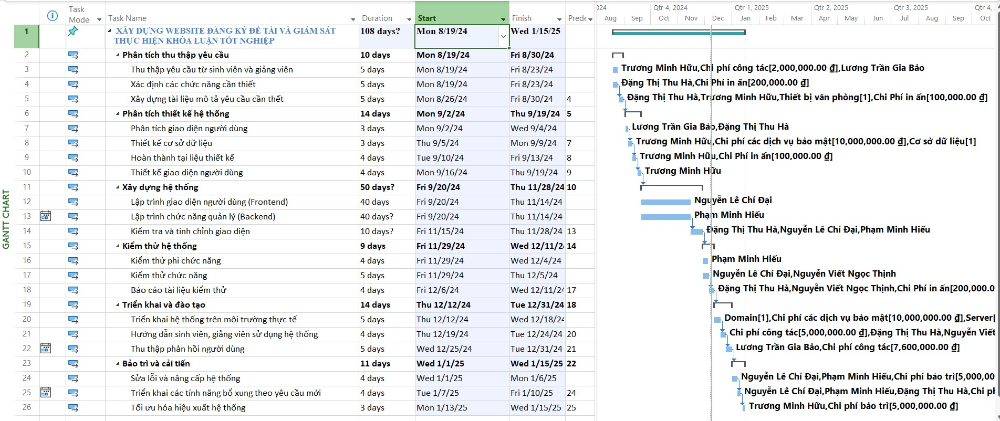 Task Mode Task Name Duration Start Finish Prede
024 Qtr 4, 2024 Qtr 1, 2025 Qtr 2, 2025 Qtr 3, 2025 Qtr 4,
Aug Sep Oct Nov Dec Jan Feb Mar Apr May Jun Jul Aug Sep Oct
GANTT CHART
1 XÂY DỰNG WEBSITE ĐĂNG KÝ ĐỀ TÀI VÀ GIÁM SÁT 108 days? Mon 8/19/24 Wed 1/15/25
THỰC HIỆN KHÓA LUẬN TỐT NGHIỆP
2 Phân tích thu thập yêu cầu 10 days Mon 8/19/24 Fri 8/30/24
3 Thu thập yêu cầu từ sinh viên và giảng viên 5 days Mon 8/19/24 Fri 8/23/24 Trương Minh Hữu,Chi phí công tác[2,000,000.00 ₫],Lương Trần Gia Bảo
4 Xác định các chức năng cần thiết 5 days Mon 8/19/24 Fri 8/23/24 Đặng Thị Thu Hà,Chi Phí in ấn[200,000.00 ₫]
5 Xây dựng tài liệu mô tả yêu cầu cần thết 5 days Mon 8/26/24 Fri 8/30/24 4 Đặng Thị Thu Hà,Trương Minh Hữu,Thiết bị văn phòng[1],Chi Phí in ấn[100,000.00 ₫]
6 Phân tích thiết kế hệ thống 14 days Mon 9/2/24 Thu 9/19/24 5
7 Phân tích giao diện người dùng 3 days Mon 9/2/24 Wed 9/4/24 Lương Trần Gia Bảo,Đặng Thị Thu Hà
8 Thiết kế cơ sở dữ liệu 3 days Thu 9/5/24 Mon 9/9/24 7 Trương Minh Hữu,Chi phí các dịch vụ bảo mật[10,000,000.00 ₫],Cơ sở dữ liệu[1]
9 Hoàn thành tại liệu thiết kế 4 days Tue 9/10/24 Fri 9/13/24 8 Trương Minh Hữu,Chi Phí in ấn[100,000.00 ₫]
10 Thiết kế giao diện người dùng 4 days Mon 9/16/24 Thu 9/19/24 9 Trương Minh Hữu
11 Xây dựng hệ thống 50 days? Fri 9/20/24 Thu 11/28/24 10
12 Lập trình giao diện người dùng (Frontend) 40 days Fri 9/20/24 Thu 11/14/24 Nguyễn Lê Chí Đại
13 Lập trình chức năng quản lý (Backend) 40 days? Fri 9/20/24 Thu 11/14/24 Phạm Minh Hiếu
14 Kiểm tra và tinh chỉnh giao diện 10 days? Fri 11/15/24 Thu 11/28/24 13 Đặng Thị Thu Hà,Nguyễn Lê Chí Đại,Phạm Minh Hiếu
15 Kiểm thử hệ thống 9 days Fri 11/29/24 Wed 12/11/24 14
16 Kiểm thử phi chức năng 4 days Fri 11/29/24 Wed 12/4/24 Phạm Minh Hiếu
17 Kiểm thử chức năng 5 days Fri 11/29/24 Thu 12/5/24 Nguyễn Lê Chí Đại,Nguyễn Viết Ngọc Thịnh
18 Báo cáo tài liệu kiểm thử 4 days Fri 12/6/24 Wed 12/11/24 17 Đặng Thị Thu Hà,Nguyễn Viết Ngọc Thịnh,Chi Phí in ấn[200,000.0
19 Triển khai và đào tạo 14 days Thu 12/12/24 Tue 12/31/24 18
20 Triển khai hệ thống trên môi trường thực tế 5 days Thu 12/12/24 Wed 12/18/24 Domain[1],Chi phí các dịch vụ bảo mật[10,000,000.00 ₫],Server[
21 Hướng dẫn sinh viên, giảng viên sử dụng hệ thống 4 days Thu 12/19/24 Tue 12/24/24 20 Chi phí công tác[5,000,000.00 ₫],Đặng Thị Thu Hà,Nguyễn Viết
22 Thu thập phản hồi người dùng 5 days Wed 12/25/24 Tue 12/31/24 21 Lương Trần Gia Bảo,Chi phí công tác[7,600,000.00 ₫]
23 Bảo trì và cải tiến 11 days Wed 1/1/25 Wed 1/15/25 22
24 Sửa lỗi và nâng cấp hệ thống 4 days Wed 1/1/25 Mon 1/6/25 Nguyễn Lê Chí Đại,Phạm Minh Hiếu,Chi phí bảo trì[5,000,00
25 Triển khai các tính năng bổ xung theo yêu cầu mới 4 days Tue 1/7/25 Fri 1/10/25 24 Nguyễn Lê Chí Đại,Phạm Minh Hiếu,Đặng Thị Thu Hà,Chi ph
26 Tối ưu hóa hiệu xuất hệ thống 3 days Mon 1/13/25 Wed 1/15/25 25 Trương Minh Hữu,Chi phí bảo trì[5,000,000.00 ₫]